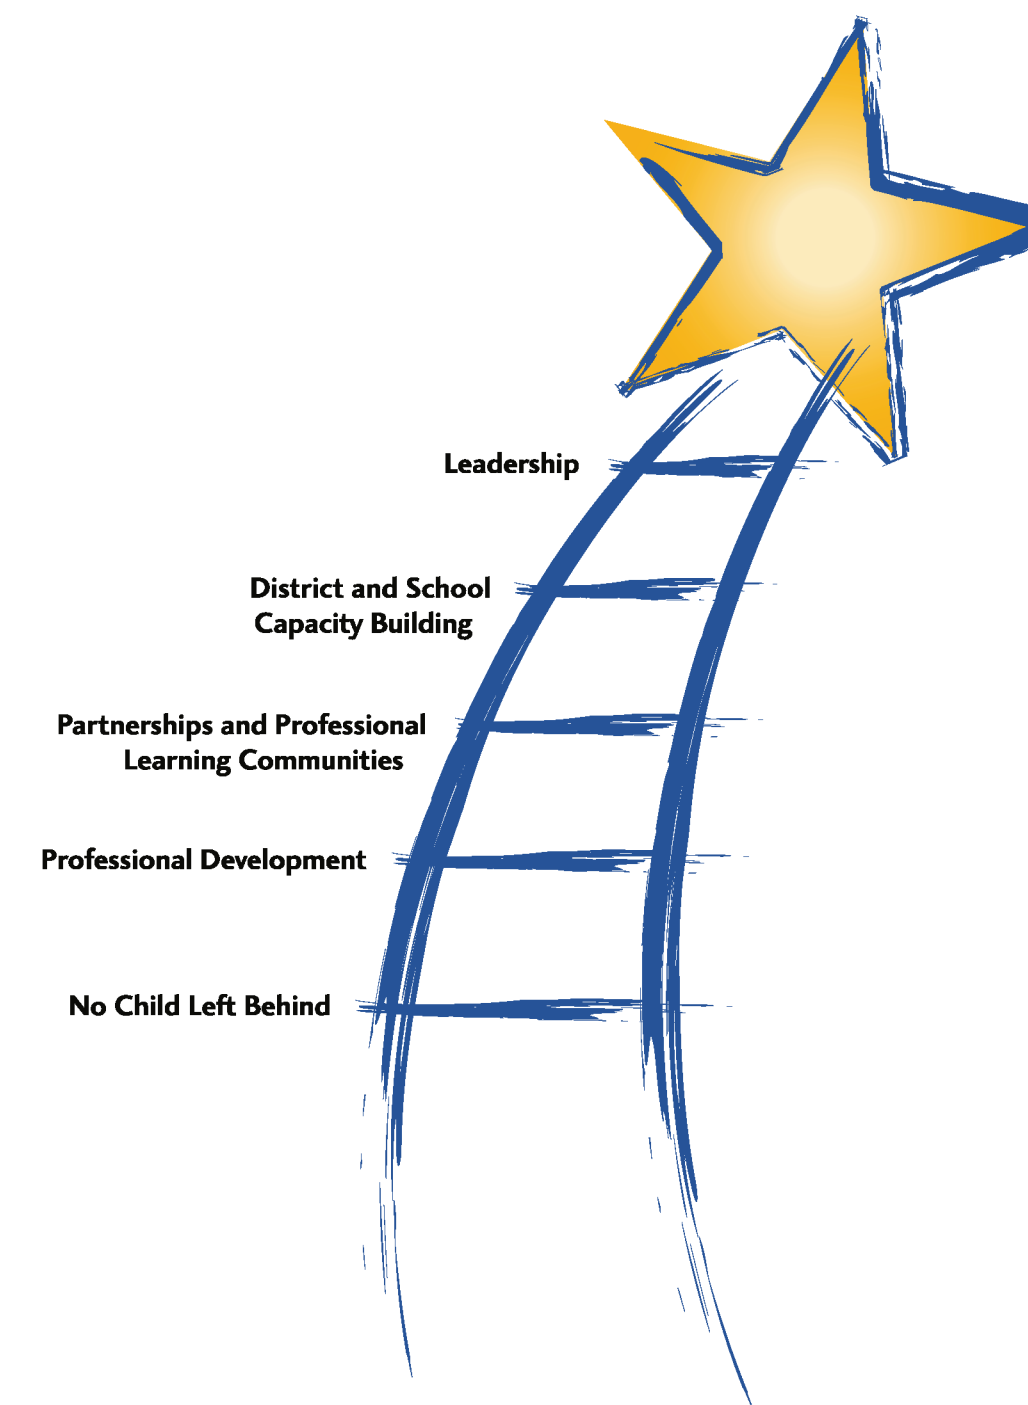 Leadership
District and School
Capacity Building
Partnerships and Professional
Learning Communities
Professional Development
No Child Left Behind